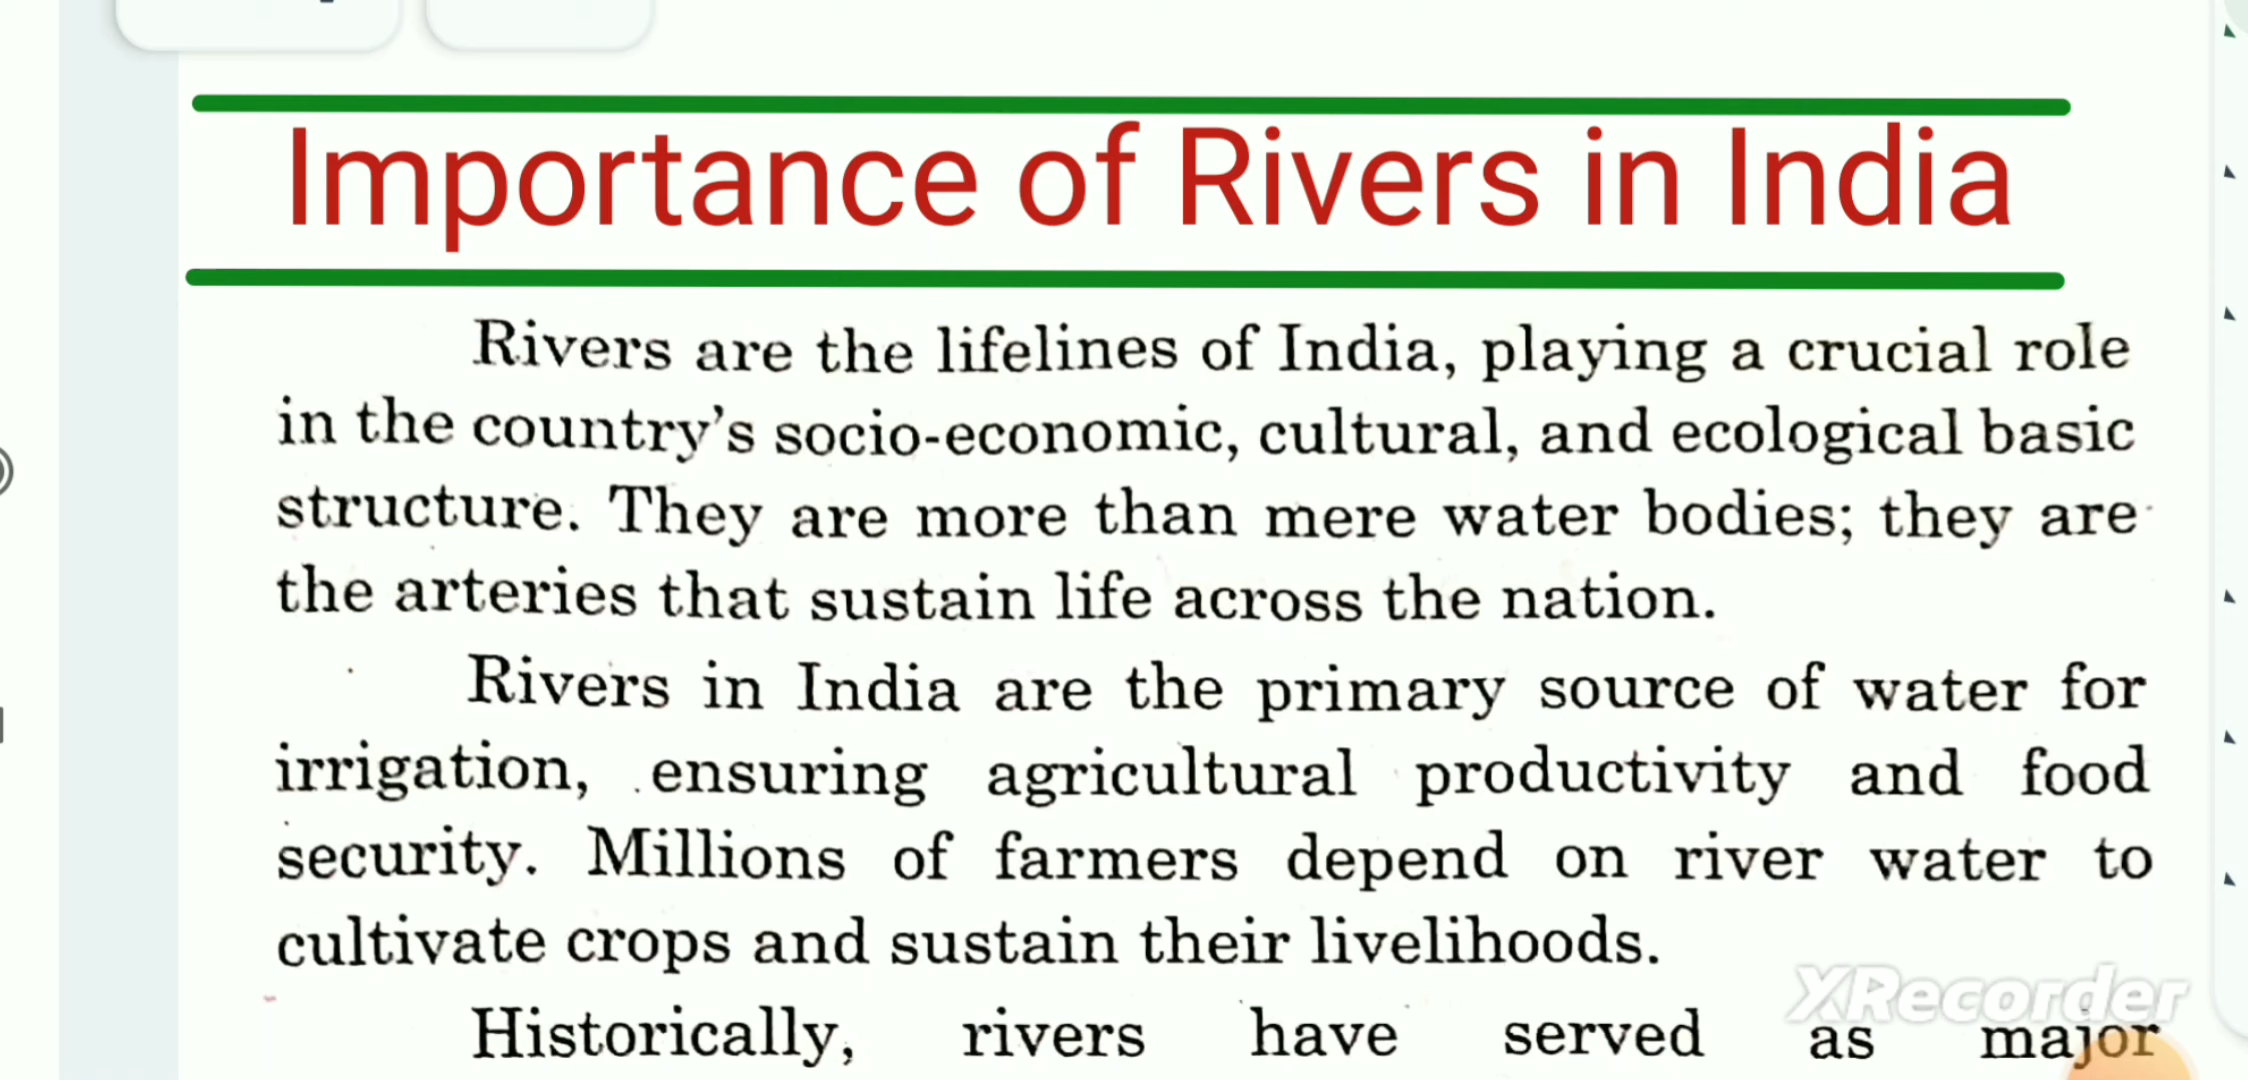 Importance of Rivers in India
Rivers are the lifelines of India, playing a crucial role
in the country's socio-economic, cultural, and ecological basic
structure. They are more than mere water bodies; they are
the arteries that sustain life across the nation.
Rivers in India are the primary source of water for
irrigation, ensuring agricultural productivity and food
security. Millions of farmers depend on river water to
cultivate crops and sustain their livelihoods.
XRecorder
Historically, rivers have served as major